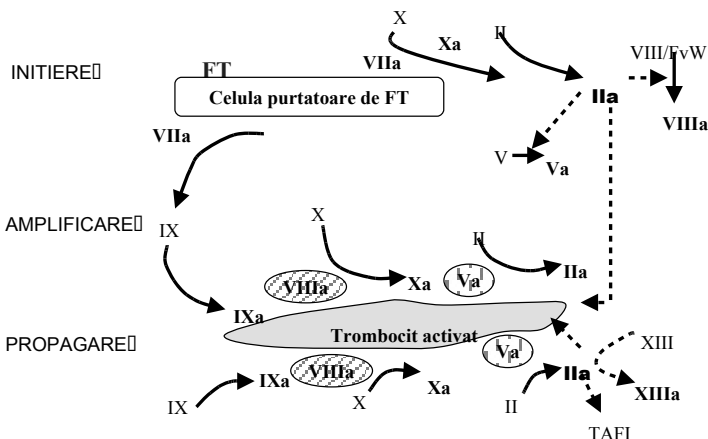 X
II
Xa
VIIa
VIII/FvW
INITIERE
FT
Celula purtatoare de FT
IIa
VIIIa
VIIa
V
Va
AMPLIFICARE
IX
X
II
VIIIa
Xa
Va
IIa
IXa
Trombocit activat
PROPAGARE
Va
XIII
IXa
VIIIa
Xa
IIa
XIIIa
IX
X
II
TAFI